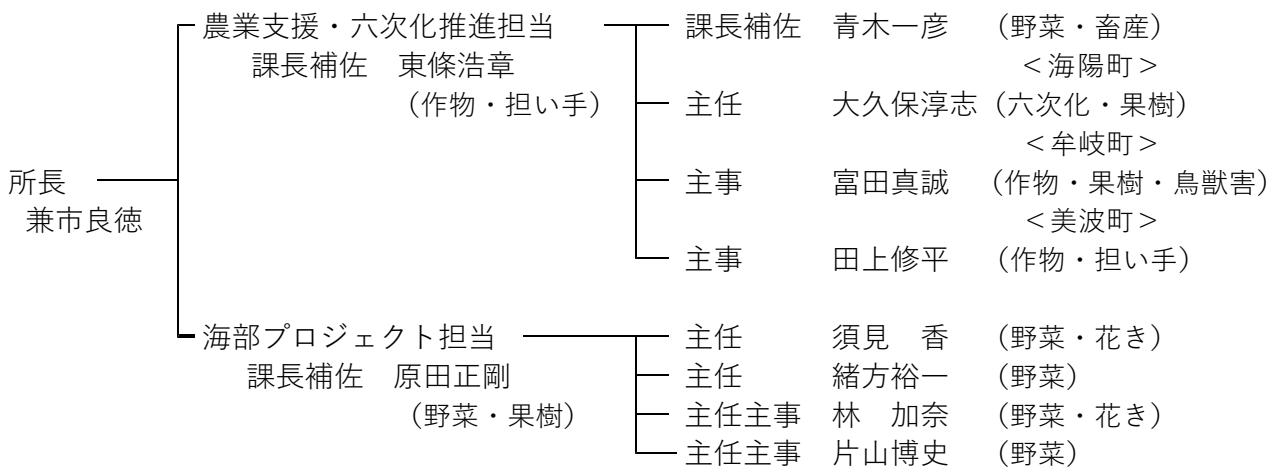 農業支援・六次化推進担当 課長補佐 青木一彦 （野菜・畜産）
課長補佐 東條浩章 ＜海陽町＞
（作物・担い手） 主任 大久保淳志 （六次化・果樹）
＜牟岐町＞
所長 主事 富田真誠 （作物・果樹・鳥獣害）
兼市良徳 ＜美波町＞
主事 田上修平 （作物・担い手）
海部プロジェクト担当 主任 須見 香 （野菜・花き）
課長補佐 原田正剛 主任 緒方裕一 （野菜）
（野菜・果樹） 主任主事 林 加奈 （野菜・花き）
主任主事 片山博史 （野菜）